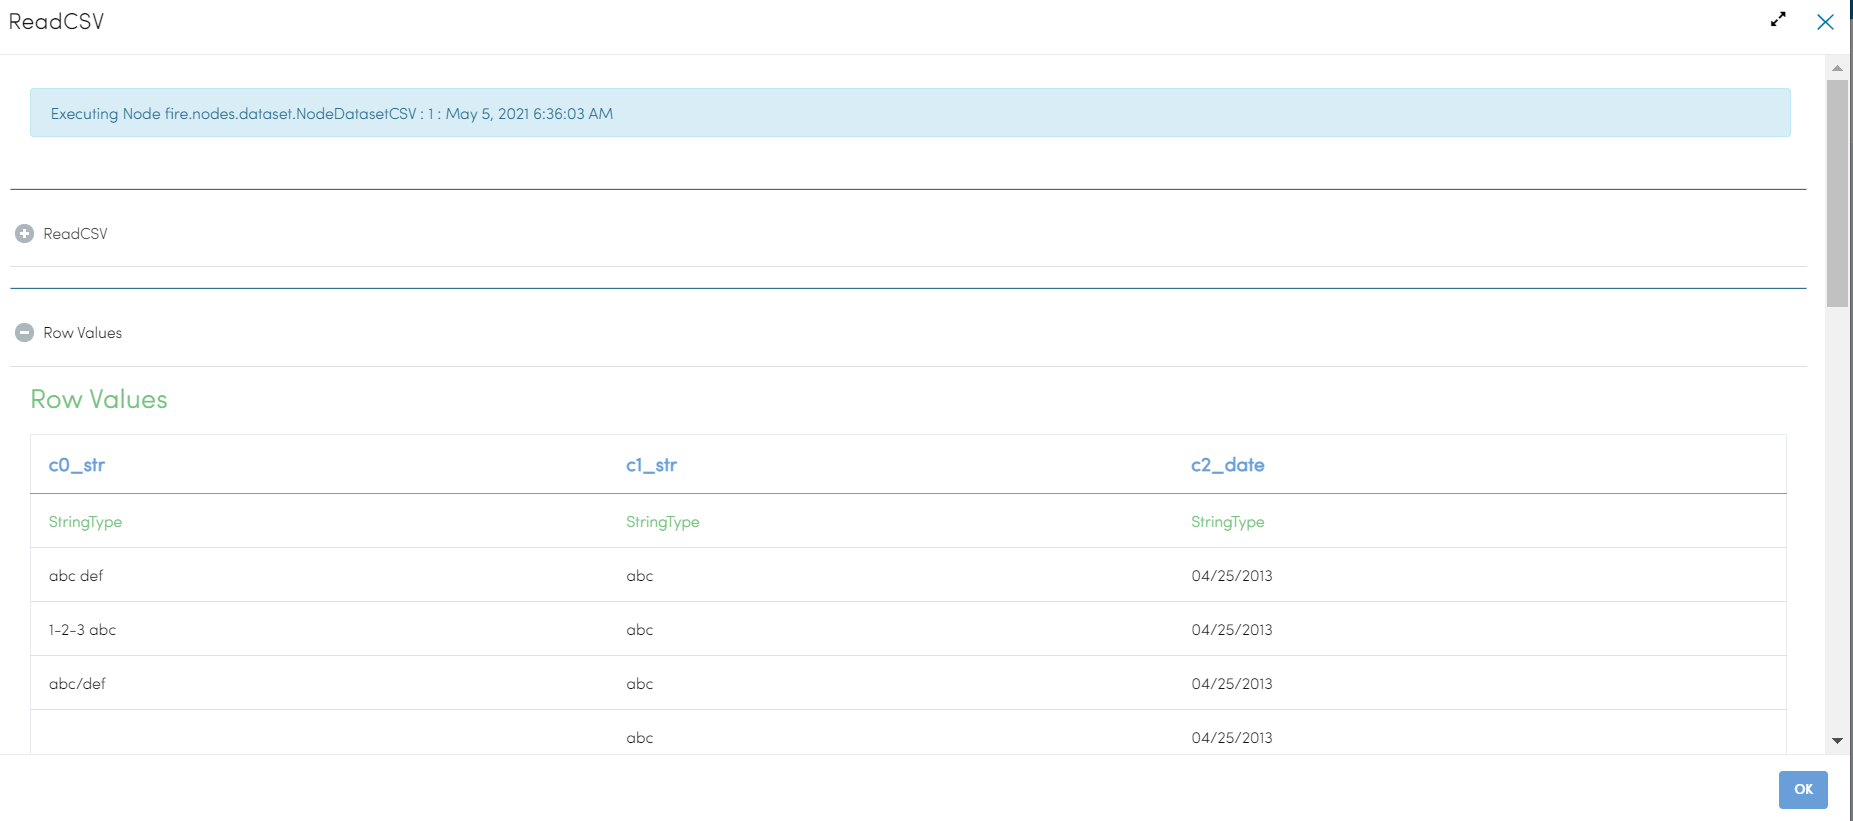 ReadCSV
Executing Node fire.nodes.dataset.NodeDatasetCSV : 1 : May 5, 2021 6:36:03 AM
ReadCSV
Row Values
Row Values
c0_str c1_str c2_date
StringType StringType StringType
abc def abc 04/25/2013
1-2-3 abc abc 04/25/2013
abc/def abc 04/25/2013
abc 04/25/2013
OK